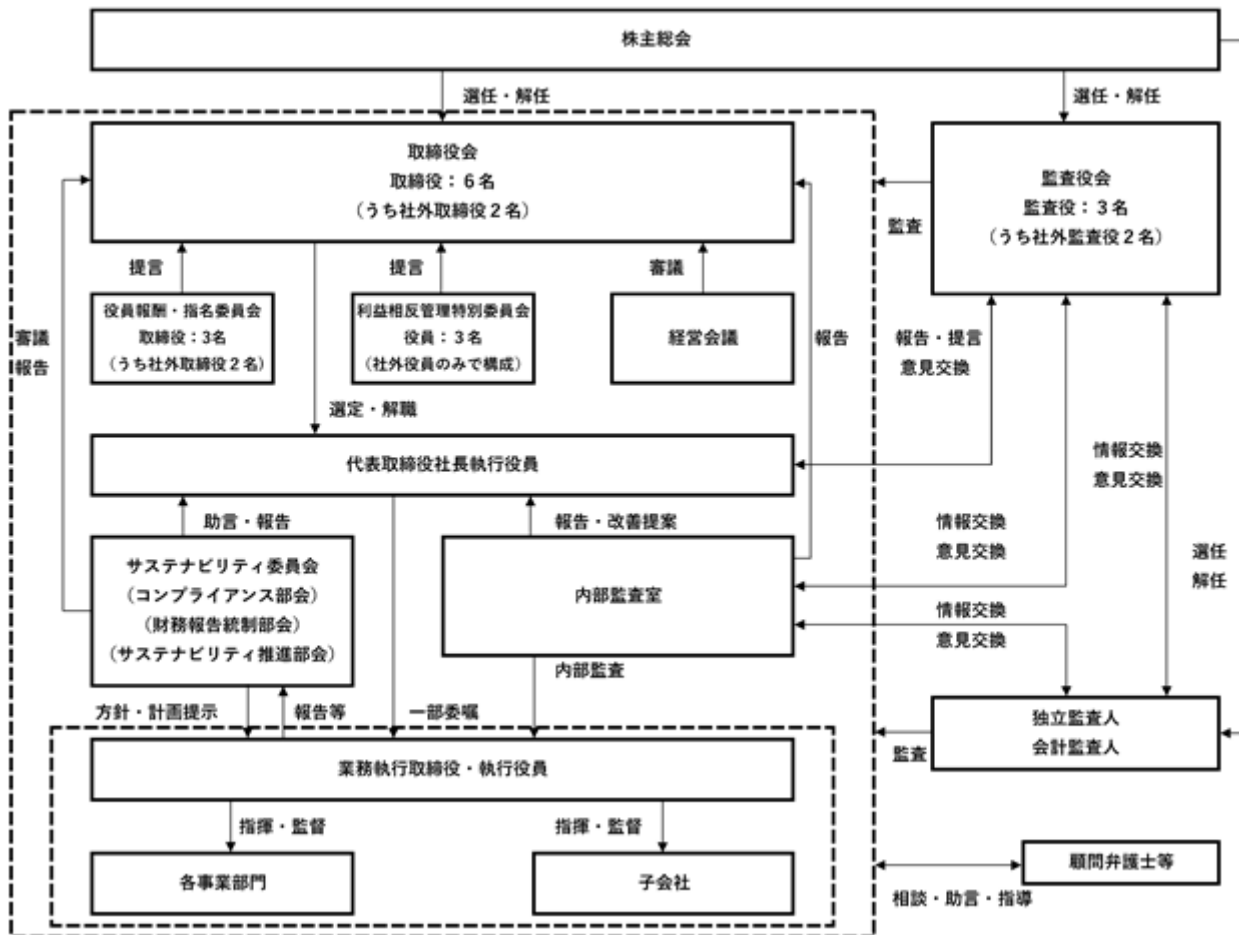 株主総会
選任・解任
選任・解任
取締役会
取締役：６名
（うち社外取締役２名）
監査役会
監査役：３名
（うち社外監査役２名）
監査
提言
提言
審議
役員報酬・指名委員会
取締役：3名
（うち社外取締役２名）
利益相反管理特別委員会
役員：３名
（社外役員のみで構成）
経営会議
審議
報告
報告
報告・提言
意見交換
選定・解職
代表取締役社長執行役員
情報交換
意見交換
助言・報告
報告・改善提案
情報交換
意見交換
選任
解任
サステナビリティ委員会
（コンプライアンス部会）
（財務報告統制部会）
（サステナビリティ推進部会）
内部監査室
情報交換
意見交換
内部監査
方針・計画提示
報告等
一部委嘱
独立監査人
会計監査人
監査
業務執行取締役・執行役員
指揮・監督
指揮・監督
各事業部門
子会社
顧問弁護士等
相談・助言・指導